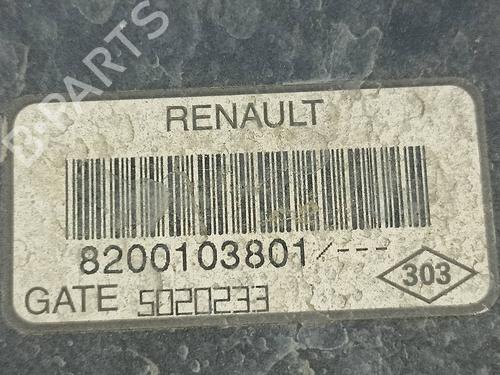 B-PARTS
RENAULT
8200103801/---
303
GATE 5020233